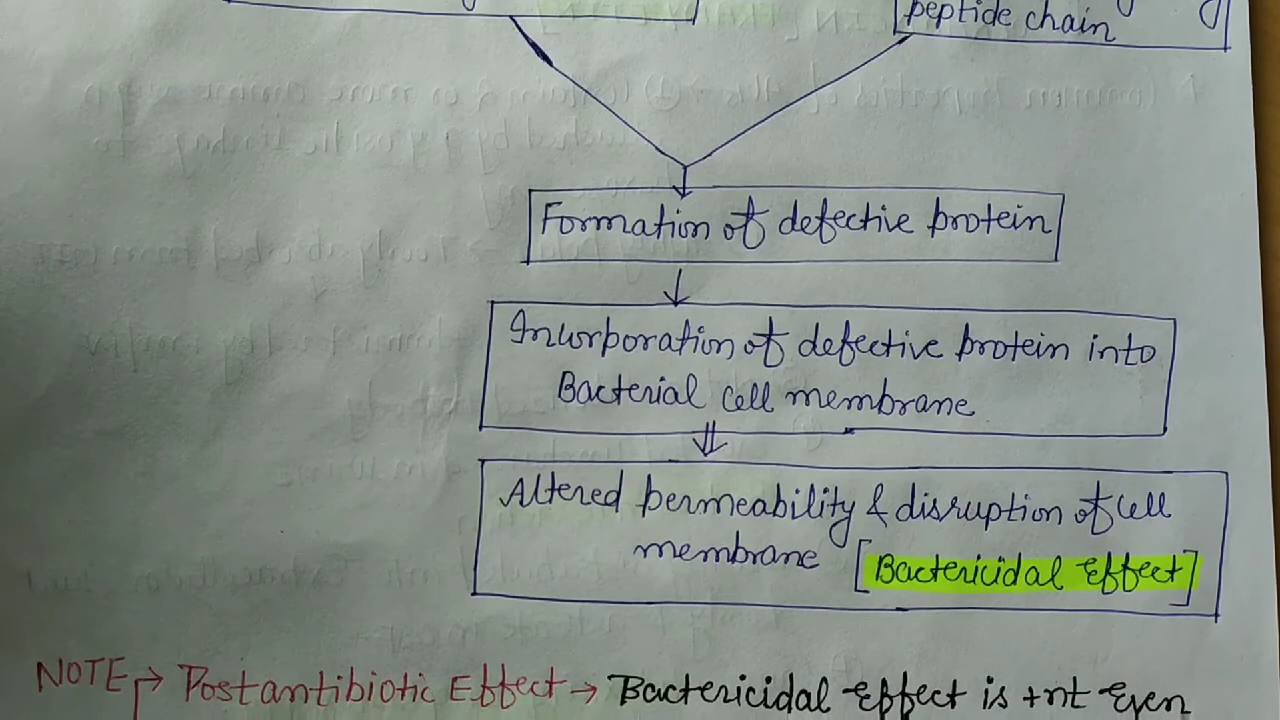 peptide chain
Formation of defective protein
Incorporation of defective protein into
Bacterial cell membrane
Altered permeability & disruption of cell
membrane [Bactericidal Effect]
NOTE → Postantibiotic Effect → Bactericidal effect is +nt Even